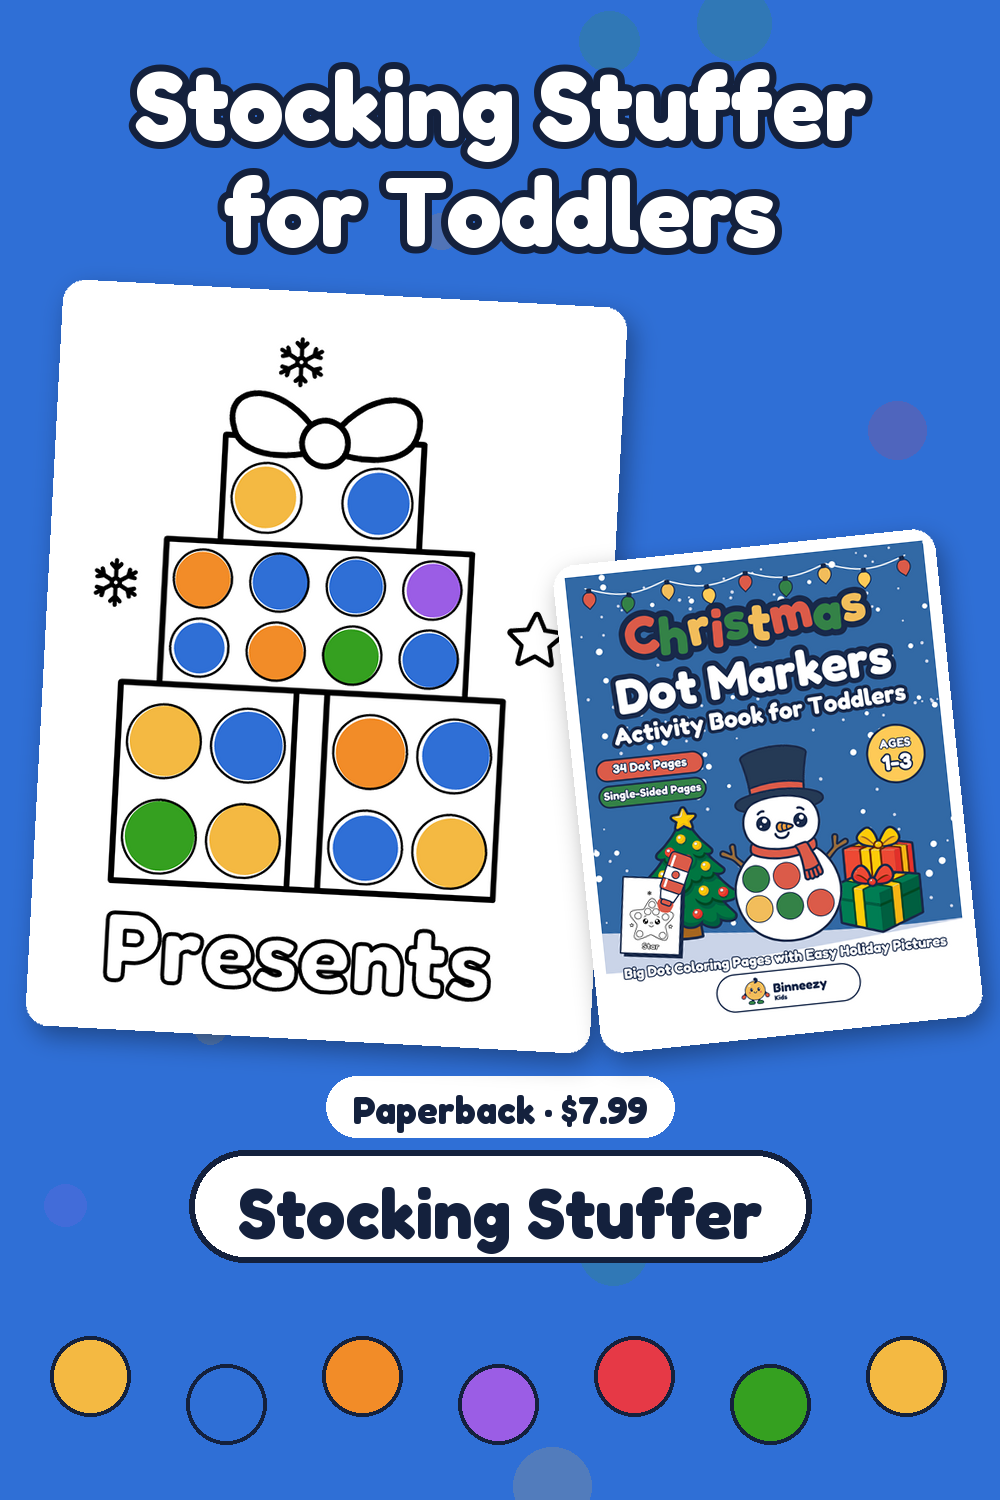 Stocking Stuffer
for Toddlers
Presents
Christmas
Dot Markers
Activity Book for Toddlers
34 Dot Pages
Single-Sided Pages
AGES
1-3
Star
Big Dot Coloring Pages with Easy Holiday Pictures
Binneezy
Kids
Paperback · $7.99
Stocking Stuffer